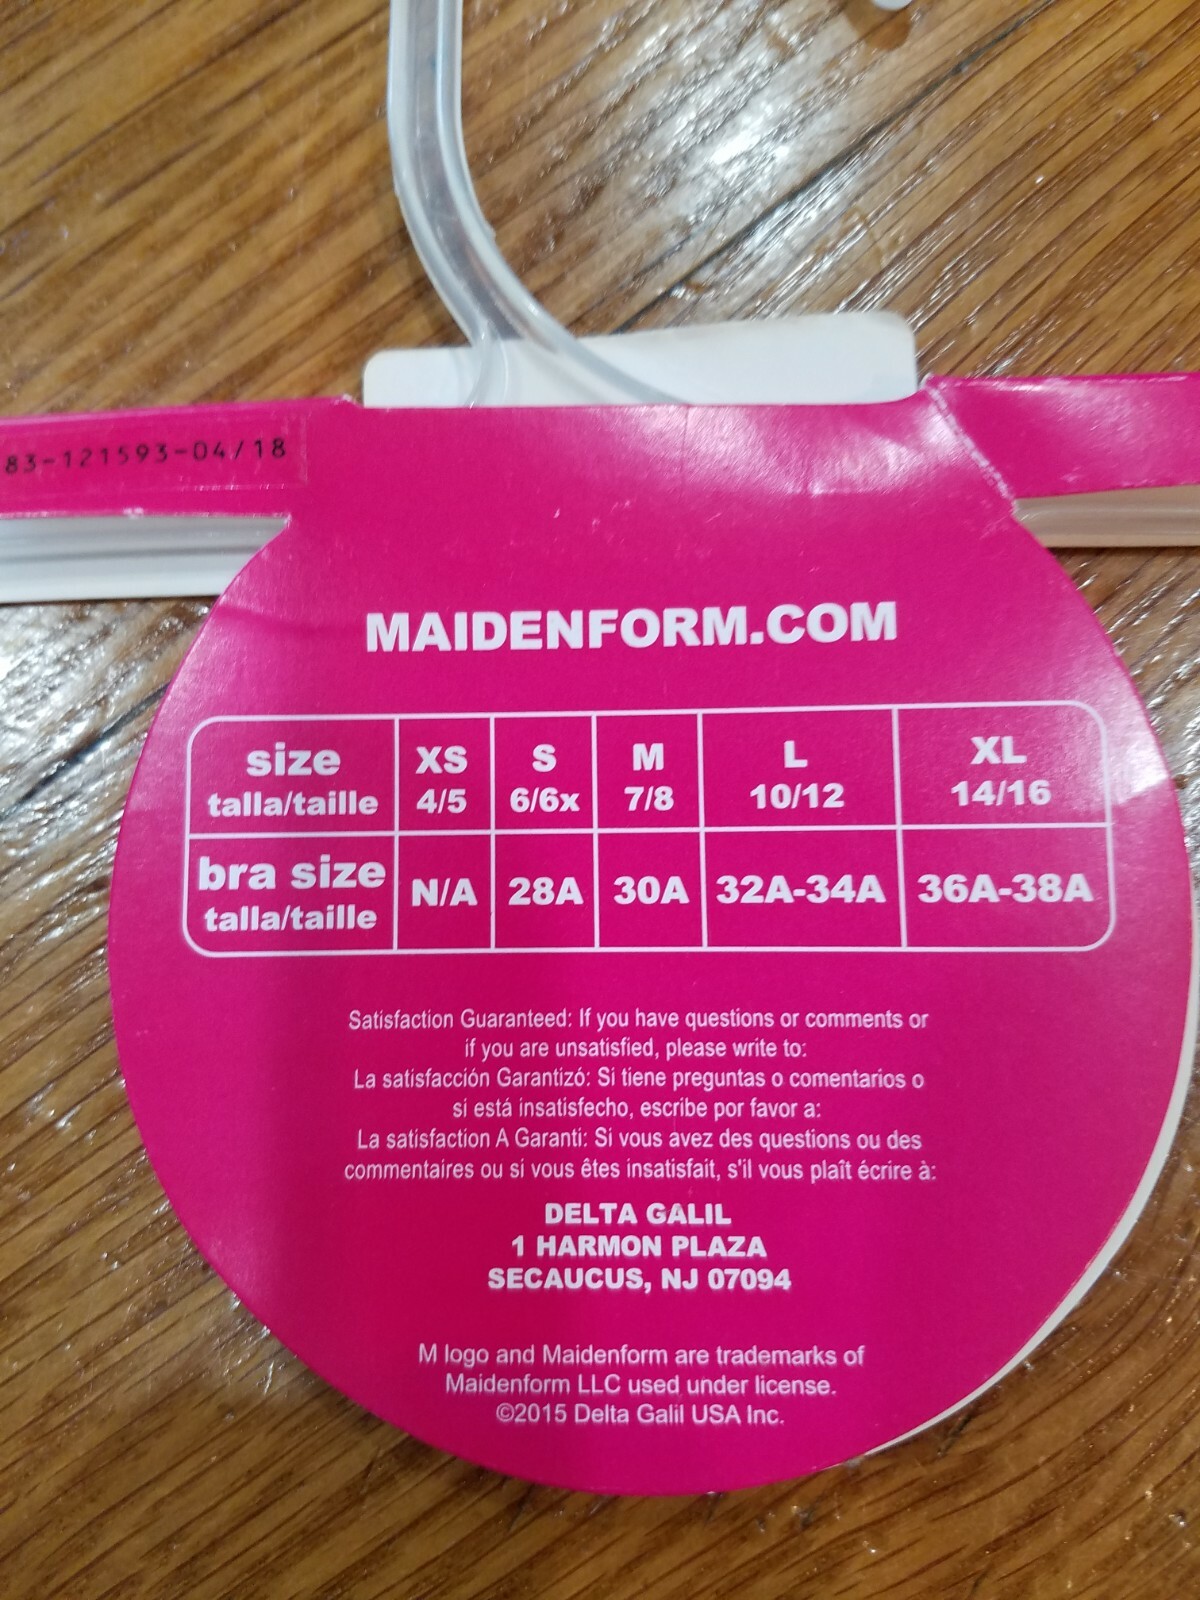 83-121593-04/18
MAIDENFORM.COM
size XS S M L XL
talla/taille 4/5 6/6x 7/8 10/12 14/16
bra size
talla/taille N/A 28A 30A 32A-34A 36A-38A
Satisfaction Guaranteed: If you have questions or comments or
if you are unsatisfied, please write to:
La satisfacción Garantizó: Si tiene preguntas o comentarios o
si está insatisfecho, escribe por favor a:
La satisfaction A Garanti: Si vous avez des questions ou des
commentaires ou si vous êtes insatisfait, s'il vous plaît écrire à:
DELTA GALIL
1 HARMON PLAZA
SECAUCUS, NJ 07094
M logo and Maidenform are trademarks of
Maidenform LLC used under license.
©2015 Delta Galil USA Inc.